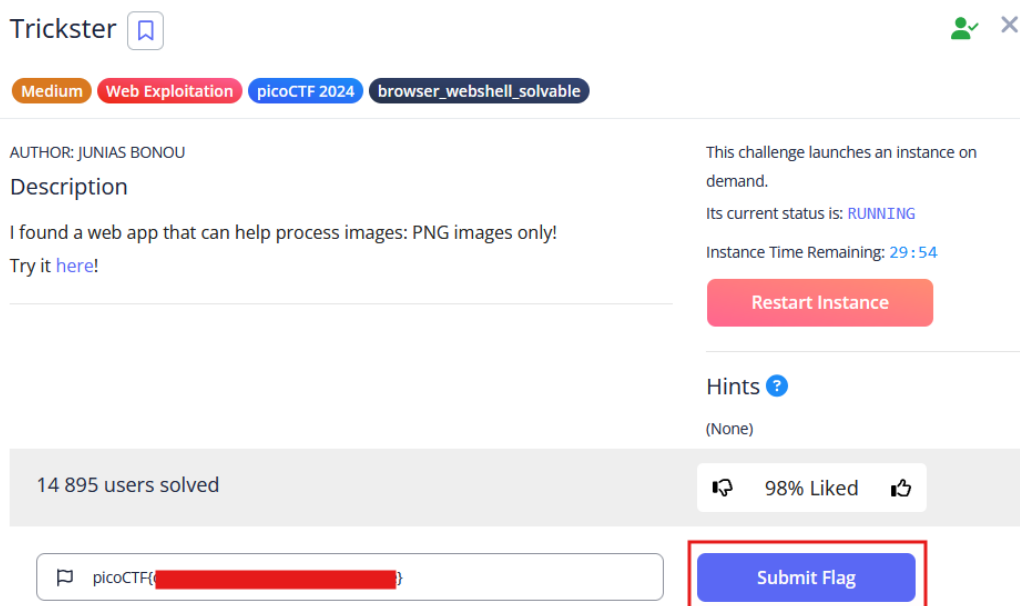 Trickster
Medium Web Exploitation picoCTF 2024 browser_webshell_solvable
AUTHOR: JUNIAS BONOU
Description
I found a web app that can help process images: PNG images only!
Try it here!
This challenge launches an instance on
demand.
Its current status is: RUNNING
Instance Time Remaining: 29:54
Restart Instance
Hints ?
(None)
14 895 users solved
98% Liked
picoCTF{ }
Submit Flag